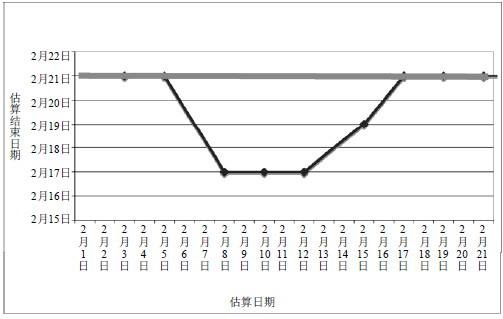 2月22日
2月21日
2月20日
2月19日
2月18日
2月17日
2月16日
2月15日
估算结束日期
2月1日
2月2日
2月3日
2月4日
2月5日
2月6日
2月7日
2月8日
2月9日
2月10日
2月11日
2月12日
2月13日
2月14日
2月15日
2月16日
2月17日
2月18日
2月19日
2月20日
2月21日
估算日期